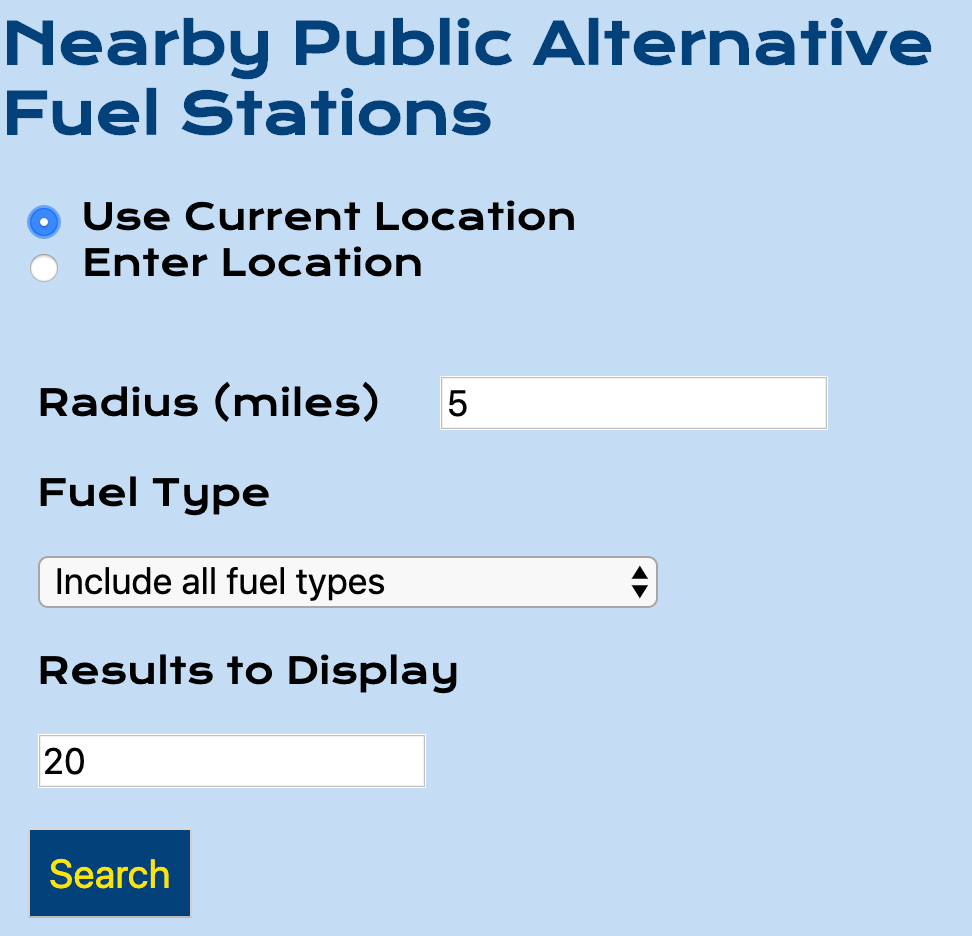 Nearby Public Alternative
Fuel Stations
Use Current Location
Enter Location
Radius (miles) 5
Fuel Type
Include all fuel types
Results to Display
20
Search